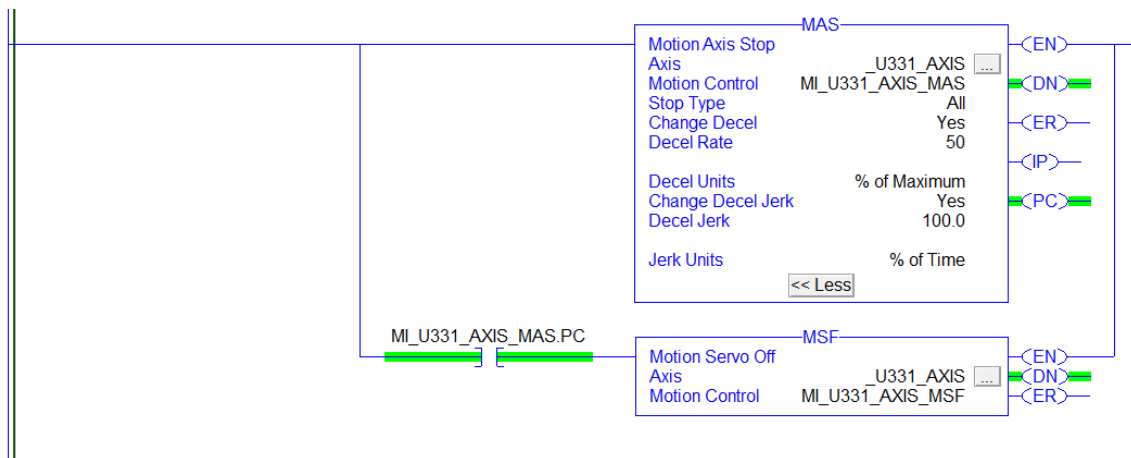 MAS
Motion Axis Stop
Axis _U331_AXIS ...
Motion Control MI_U331_AXIS_MAS
Stop Type All
Change Decel Yes
Decel Rate 50
Decel Units % of Maximum
Change Decel Jerk Yes
Decel Jerk 100.0
Jerk Units % of Time
<< Less
EN
DN
ER
IP
PC
MI_U331_AXIS_MAS.PC
MSF
Motion Servo Off
Axis _U331_AXIS ...
Motion Control MI_U331_AXIS_MSF
EN
DN
ER